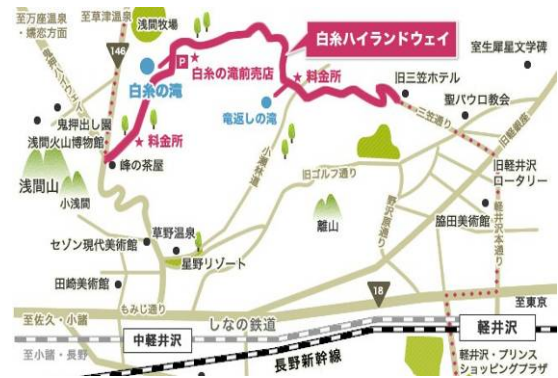 至万座温泉
・嬬恋方面
至草津温泉
浅間牧場
146
白糸ハイランドウェイ
P ★白糸の滝前売店
白糸の滝
★料金所
竜返しの滝
旧三笠ホテル
室生犀星文学碑
聖パウロ教会
三笠通り
旧軽銀座
鬼押出し園
浅間火山博物館
★料金所
峰の茶屋
浅間山
小浅間
小瀬林道
旧ゴルフ通り
旧軽井沢
ロータリー
離山
野沢原通り
軽井沢本通り
脇田美術館
草野温泉
セゾン現代美術館
星野リゾート
田崎美術館
18
もみじ通り
至東京
至佐久・小諸
しなの鉄道
中軽井沢
軽井沢
至小諸・長野
長野新幹線
軽井沢・プリンス
ショッピングプラザ